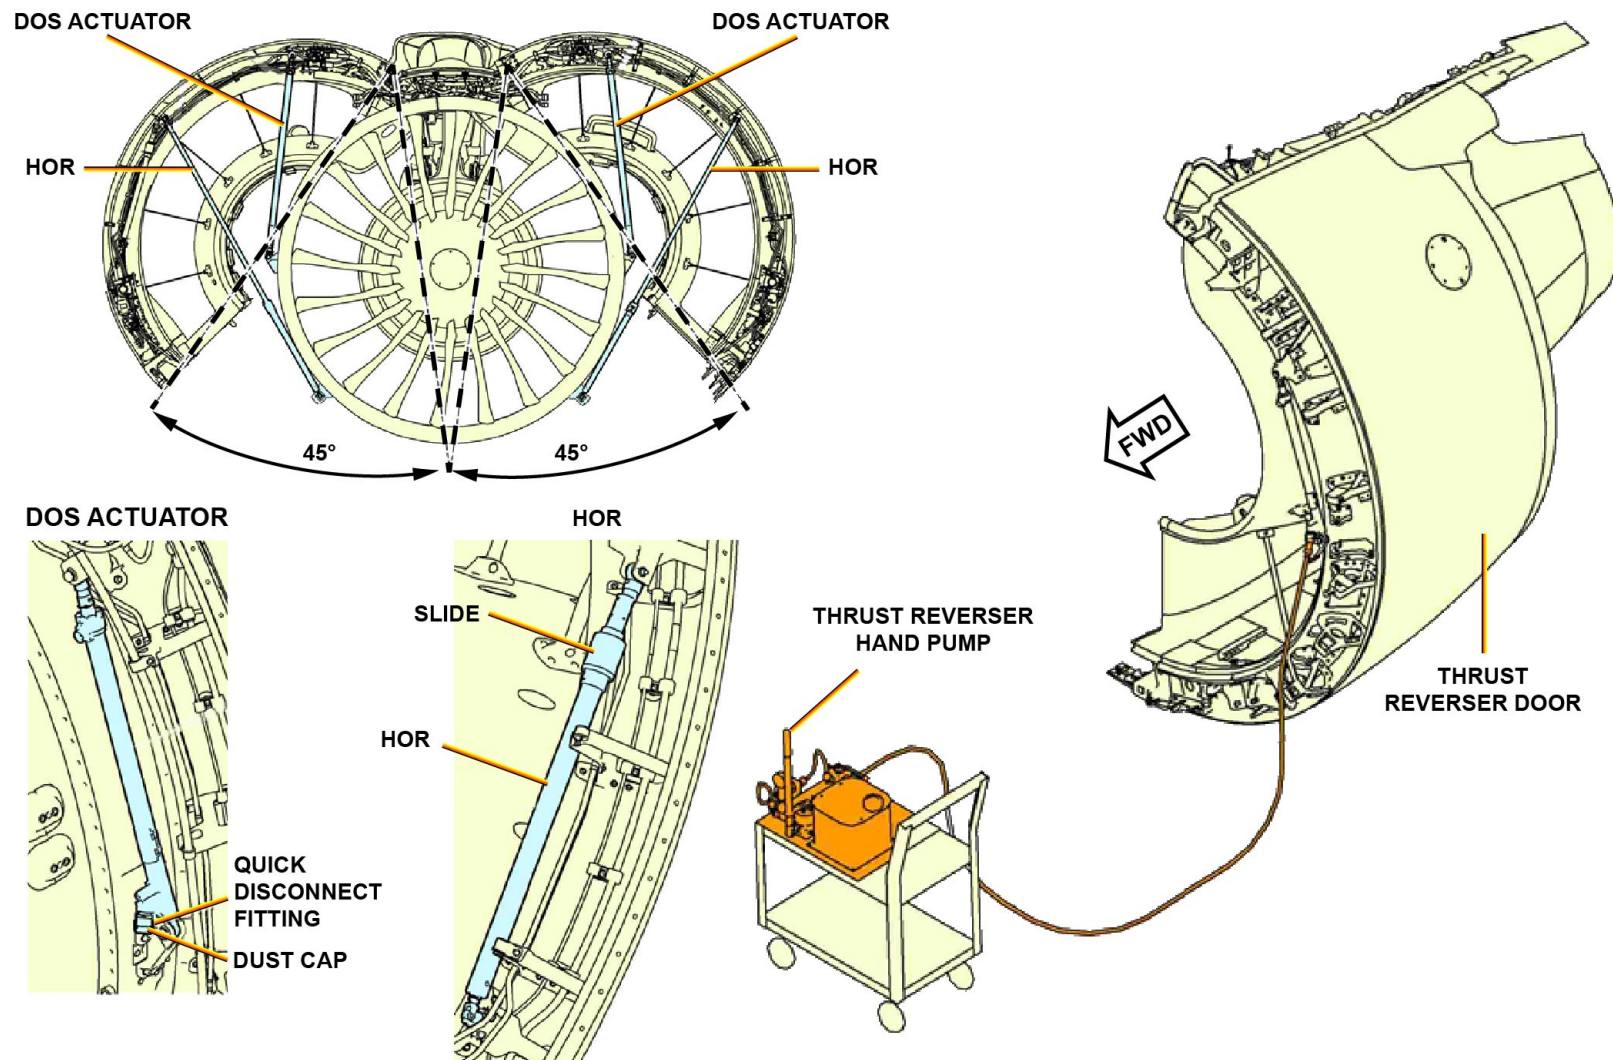 DOS ACTUATOR
DOS ACTUATOR
HOR
HOR
45°
45°
FWD
DOS ACTUATOR
HOR
SLIDE
HOR
QUICK
DISCONNECT
FITTING
DUST CAP
THRUST REVERSER
HAND PUMP
THRUST
REVERSER DOOR